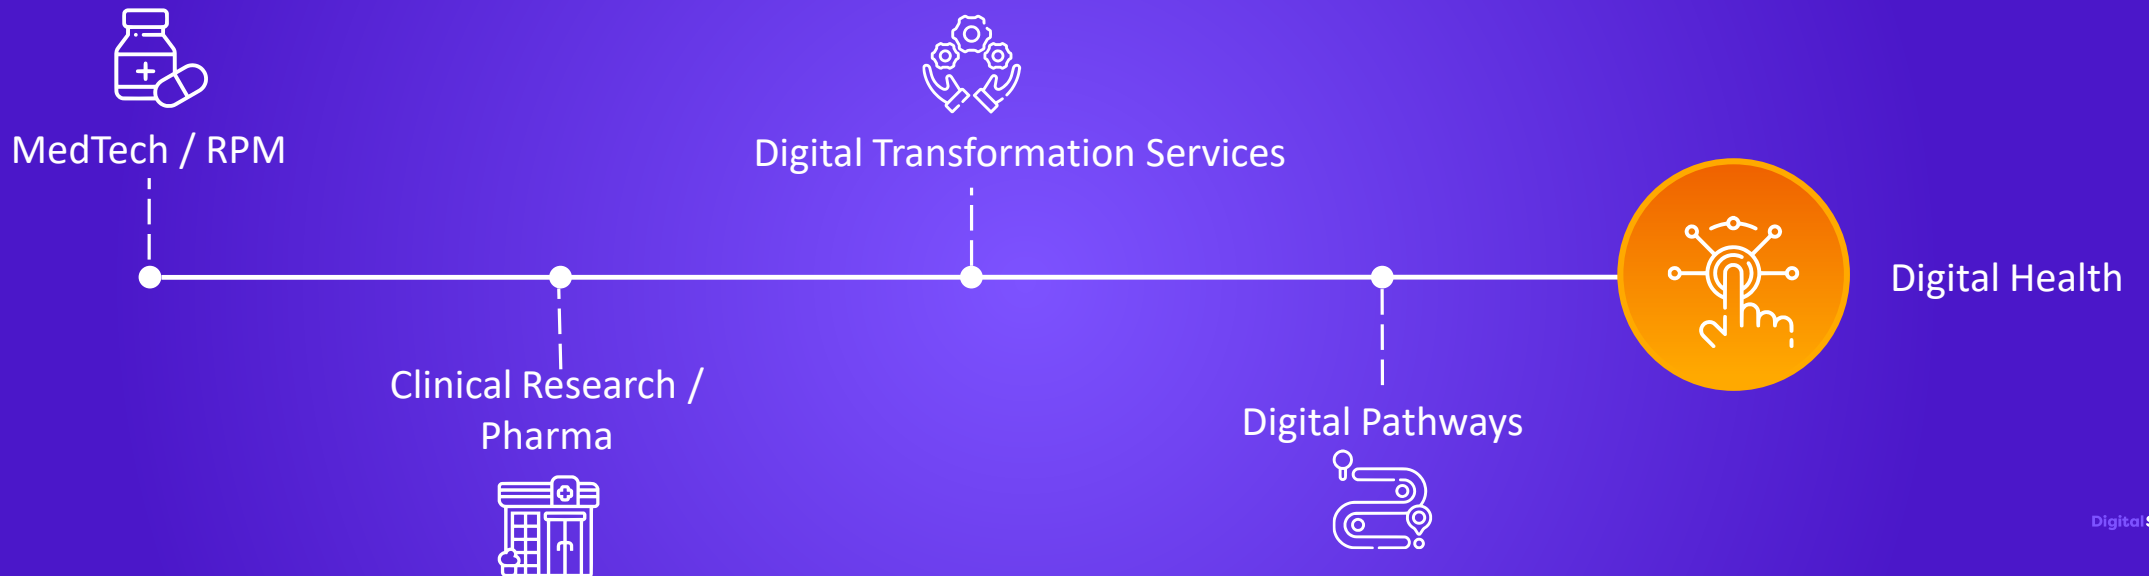 MedTech / RPM
Digital Transformation Services
Digital Health
Clinical Research /
Pharma
Digital Pathways
Digital